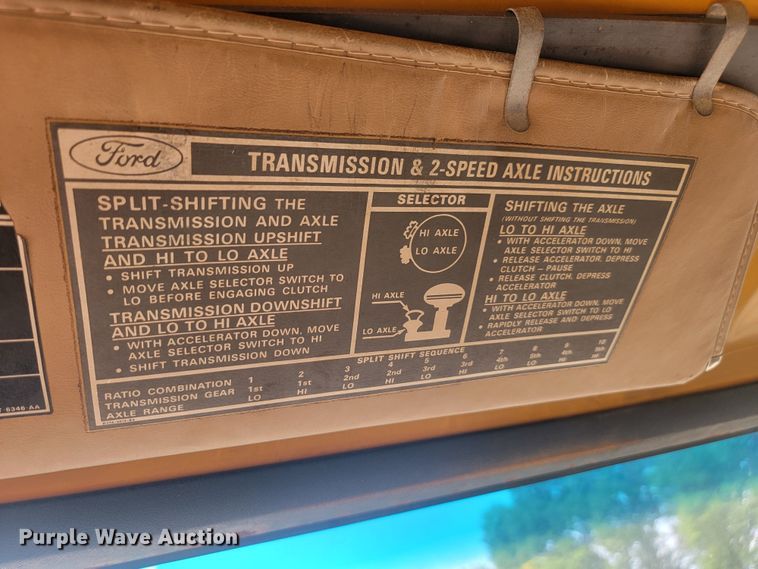 Ford
TRANSMISSION & 2-SPEED AXLE INSTRUCTIONS
SPLIT-SHIFTING THE
TRANSMISSION AND AXLE
TRANSMISSION UPSHIFT
AND HI TO LO AXLE
• SHIFT TRANSMISSION UP
• MOVE AXLE SELECTOR SWITCH TO
LO BEFORE ENGAGING CLUTCH
TRANSMISSION DOWNSHIFT
AND LO TO HI AXLE
• WITH ACCELERATOR DOWN, MOVE
AXLE SELECTOR SWITCH TO HI
• SHIFT TRANSMISSION DOWN
SELECTOR
HI AXLE
LO AXLE
HI AXLE
LO AXLE
SHIFTING THE AXLE
(WITHOUT SHIFTING THE TRANSMISSION)
LO TO HI AXLE
• WITH ACCELERATOR DOWN, MOVE
AXLE SELECTOR SWITCH TO HI
• RELEASE ACCELERATOR, DEPRESS
CLUTCH – PAUSE
• RELEASE CLUTCH, DEPRESS
ACCELERATOR
HI TO LO AXLE
• WITH ACCELERATOR DOWN, MOVE
AXLE SELECTOR SWITCH TO LO
• RAPIDLY RELEASE AND DEPRESS
ACCELERATOR
SPLIT SHIFT SEQUENCE
RATIO COMBINATION 1 2 3 4 5 6 7 8 9 10
TRANSMISSION GEAR 1st 1st 2nd 2nd 3rd 3rd 4th 4th 5th 5th
AXLE RANGE LO HI LO HI LO HI LO HI LO HI
6346 AA
Purple Wave Auction